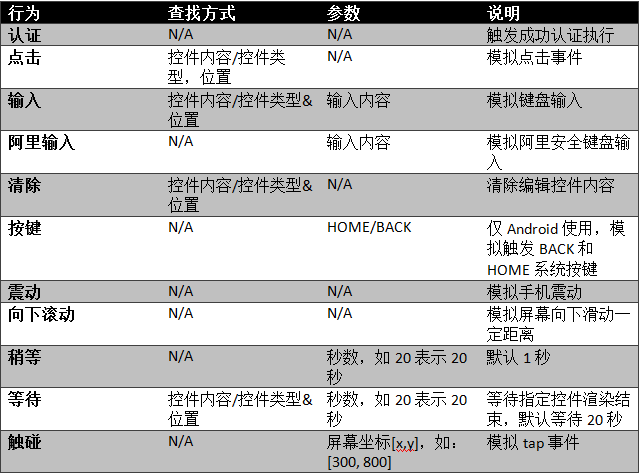 行为 查找方式 参数 说明
认证 N/A N/A 触发成功认证执行
点击 控件内容/控件类 N/A 模拟点击事件
型，位置
输入 控件内容/控件类型& 输入内容 模拟键盘输入
位置
阿里输入 N/A 输入内容 模拟阿里安全键盘输
入
清除 控件内容/控件类型& N/A 清除编辑控件内容
位置
按键 N/A HOME/BACK 仅 Android 使用，模
拟触发 BACK 和
HOME 系统按键
震动 N/A N/A 模拟手机震动
向下滚动 N/A N/A 模拟屏幕向下滑动一
定距离
稍等 N/A 秒数，如 20 表示 20 默认 1 秒
秒
等待 控件内容/控件类型& 秒数，如 20 表示 20 等待指定控件渲染结
位置 秒 束，默认等待 20 秒
触碰 N/A 屏幕坐标[x,y]，如： 模拟 tap 事件
[300, 800]